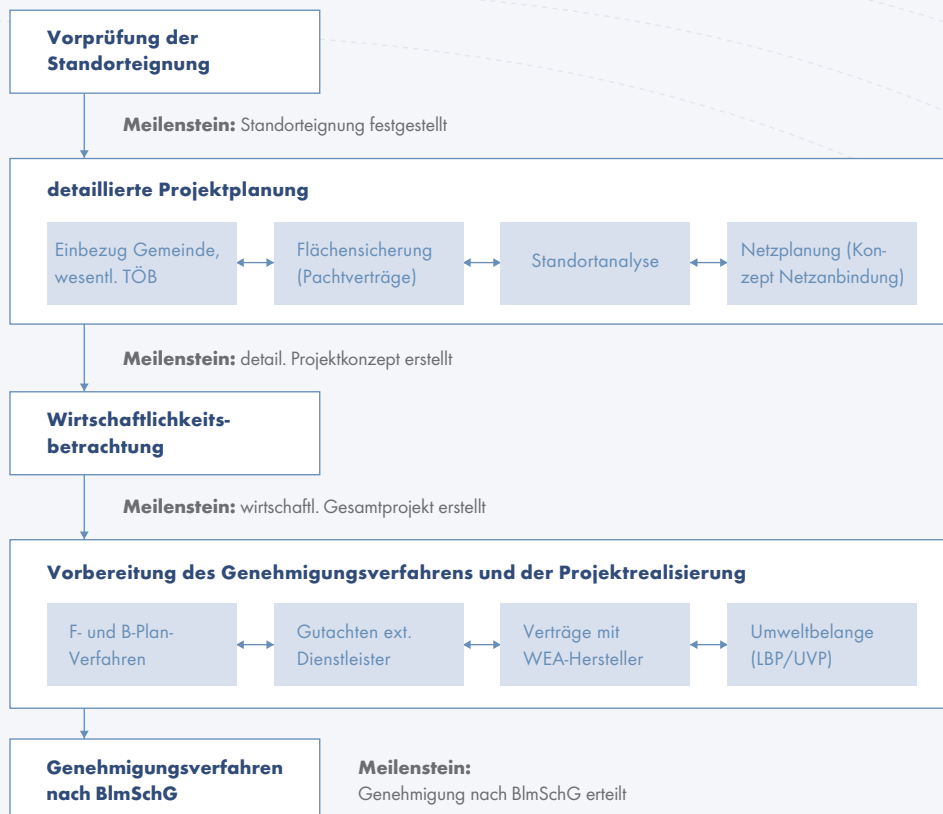 Vorprüfung der
Standorteignung
Meilenstein: Standorteignung festgestellt
detaillierte Projektplanung
Einbezug Gemeinde,
wesentl. TÖB
Flächensicherung
(Pachtverträge)
Standortanalyse
Netzplanung (Kon-
zept Netzanbindung)
Meilenstein: detail. Projektkonzept erstellt
Wirtschaftlichkeits-
betrachtung
Meilenstein: wirtschaftl. Gesamtprojekt erstellt
Vorbereitung des Genehmigungsverfahrens und der Projektrealisierung
F- und B-Plan-
Verfahren
Gutachten ext.
Dienstleister
Verträge mit
WEA-Hersteller
Umweltbelange
(LBP/UVP)
Genehmigungsverfahren
nach BImSchG
Meilenstein:
Genehmigung nach BImSchG erteilt